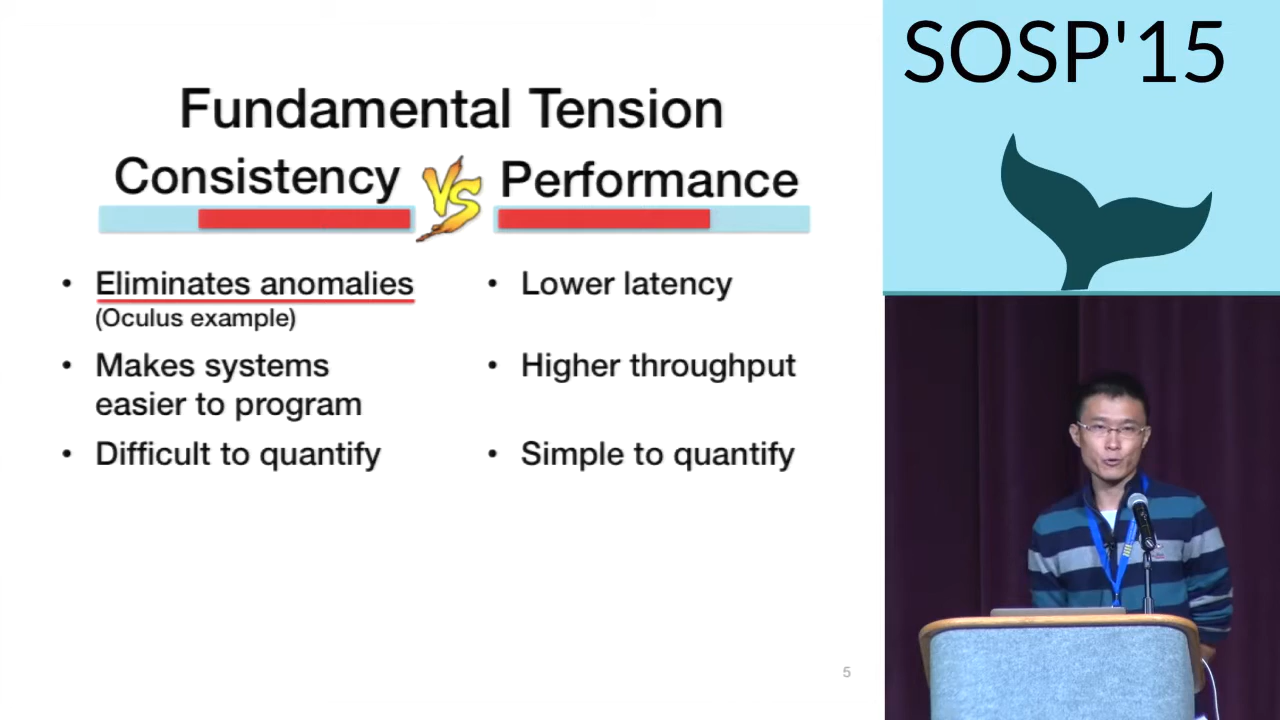 SOSP'15
Fundamental Tension
Consistency VS Performance
• Eliminates anomalies
(Oculus example)
• Makes systems
easier to program
• Difficult to quantify
• Lower latency
• Higher throughput
• Simple to quantify
5